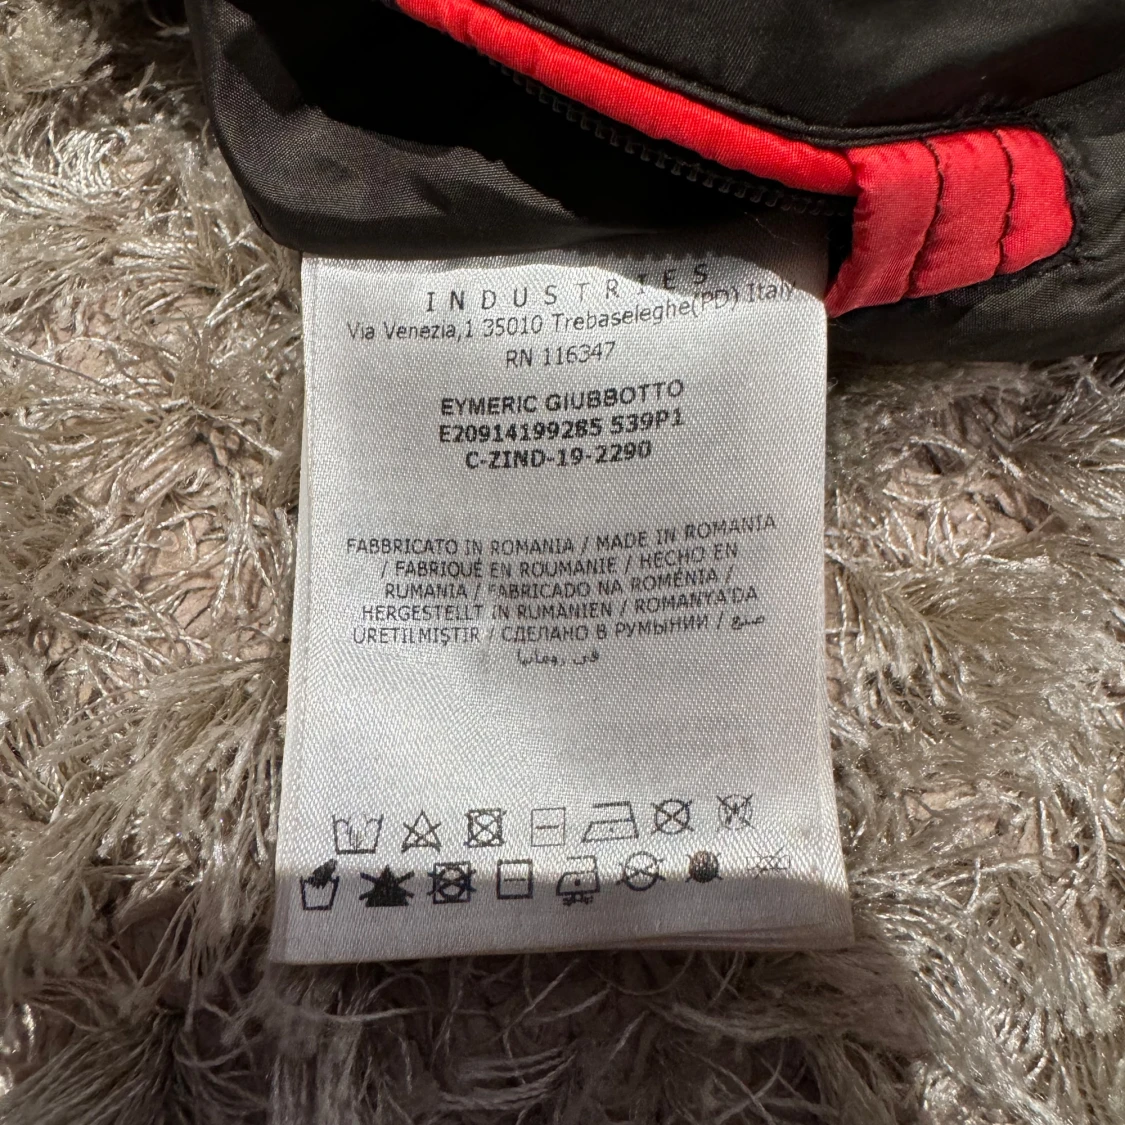 INDUSTRIES
Via Venezia,1 35010 Trebaseleghe(PD) Italy
RN 116347
EYMERIC GIUBBOTTO
E20914199285 539P1
C-ZIND-19-2290
FABBRICATO IN ROMANIA / MADE IN ROMANIA
/ FABRIQUÉ EN ROUMANIE / HECHO EN
RUMANIA / FABRICADO NA ROMÉNIA /
HERGESTELLT IN RUMÄNIEN / ROMANYA'DA
ÜRETILMIŞTIR / СДЕЛАНО В РУМЫНИИ / صنع
في رومانيا